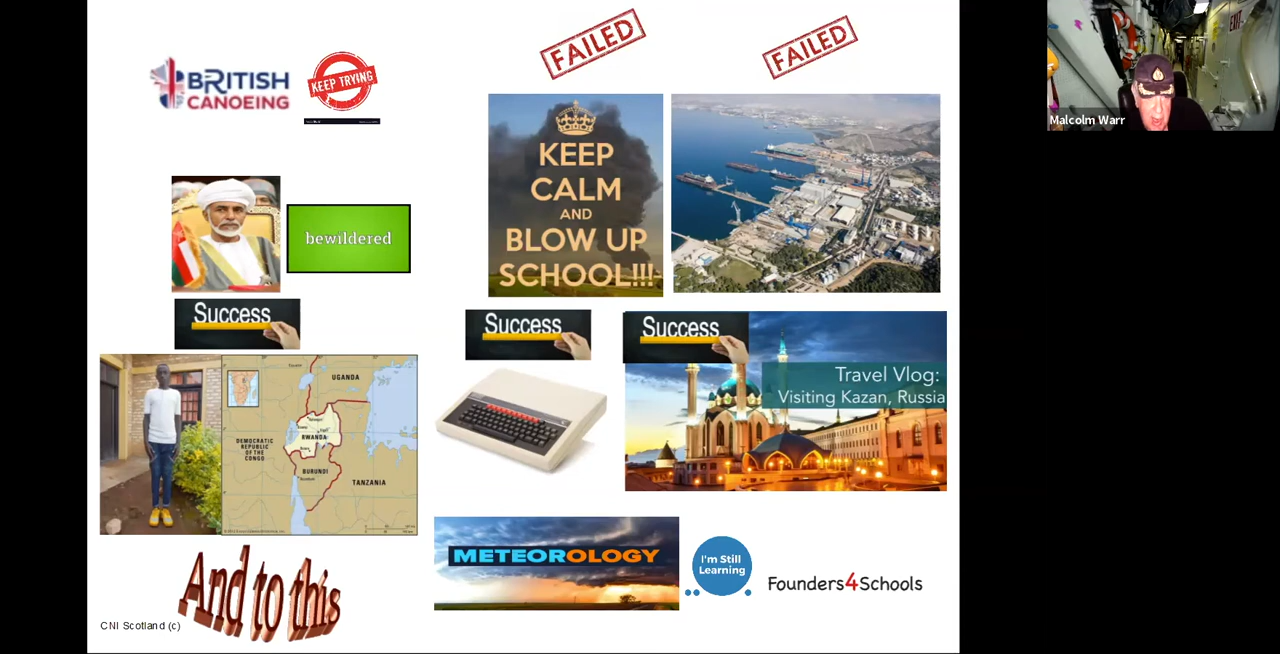 FAILED
FAILED
BRITISH
CANOEING
KEEP TRYING
Malcolm Warr
EXIT
KEEP
CALM
AND
BLOW UP
SCHOOL!!!
bewildered
Success
Success
Success
Travel Vlog:
Visiting Kazan, Russia
UGANDA
DEMOCRATIC
REPUBLIC
OF THE
CONGO
RWANDA
BURUNDI
TANZANIA
METEOROLOGY
I'm Still
Learning
Founders4Schools
And to this
CNI Scotland (c)